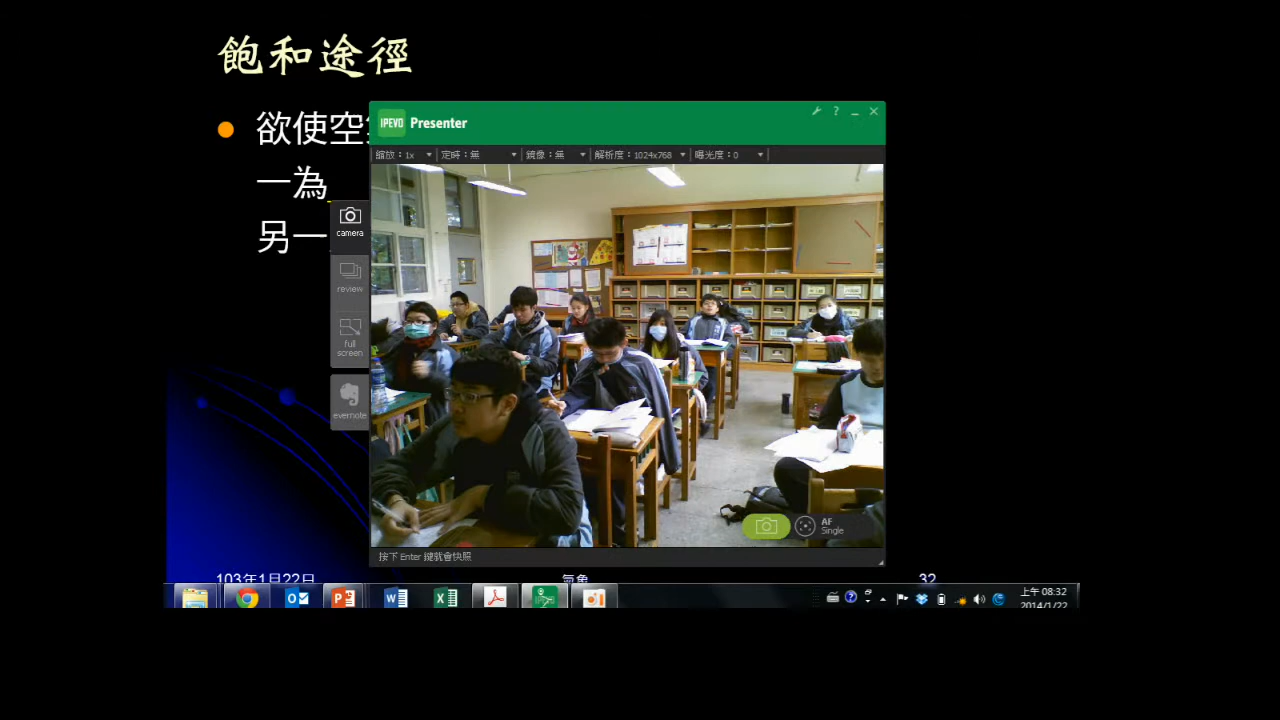 飽和途徑
欲使空
一為
另一
IPEVO Presenter
縮放：1x 定時：無 鏡像：無 解析度：1024x768 曝光度：0
camera
review
full
screen
evernote
AF
Single
按下 Enter 鍵就會快照
103年1月22日 氣象 32
上午 08:32
2014/1/22